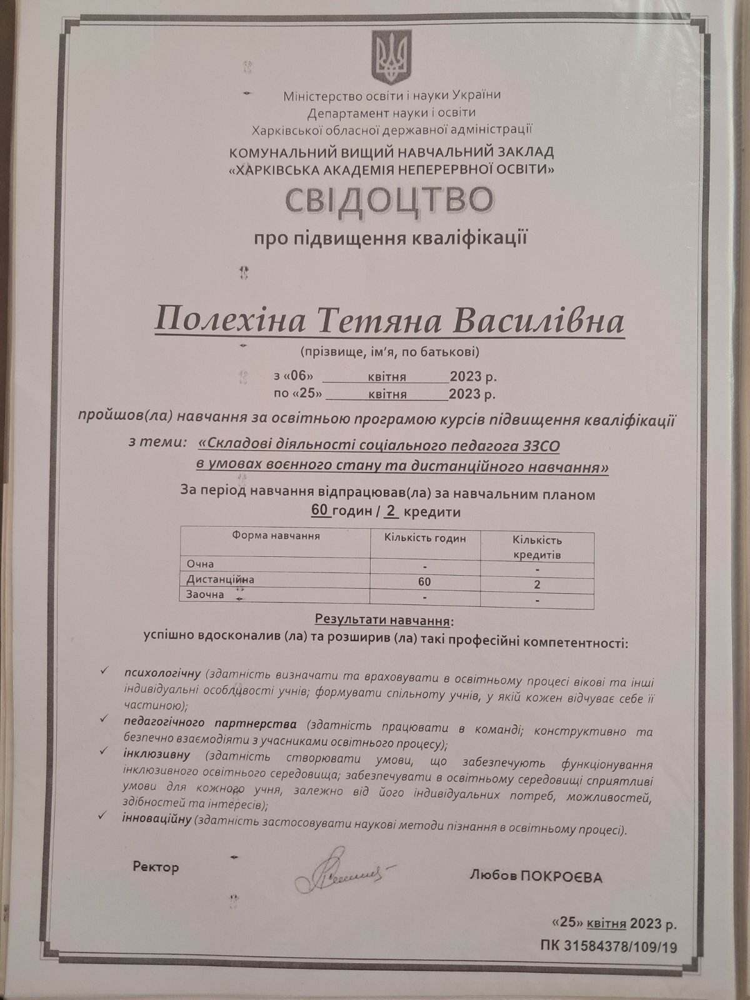 Міністерство освіти і науки України
Департамент науки і освіти
Харківської обласної державної адміністрації
КОМУНАЛЬНИЙ ВИЩИЙ НАВЧАЛЬНИЙ ЗАКЛАД
«ХАРКІВСЬКА АКАДЕМІЯ НЕПЕРЕРВНОЇ ОСВІТИ»
СВІДОЦТВО
про підвищення кваліфікації
Полехіна Тетяна Василівна
(прізвище, ім’я, по батькові)
з «06» ______квітня______2023 р.
по «25» ______квітня______2023 р.
пройшов(ла) навчання за освітньою програмою курсів підвищення кваліфікації
з теми: «Складові діяльності соціального педагога ЗЗСО
в умовах воєнного стану та дистанційного навчання»
За період навчання відпрацював(ла) за навчальним планом
60 годин / 2 кредити
Форма навчання Кількість годин Кількість
кредитів
Очна - -
Дистанційна 60 2
Заочна - -
Результати навчання:
успішно вдосконалив (ла) та розширив (ла) такі професійні компетентності:
✓ психологічну (здатність визначати та враховувати в освітньому процесі вікові та інші
індивідуальні особливості учнів; формувати спільноту учнів, у якій кожен відчуває себе її
частиною);
✓ педагогічного партнерства (здатність працювати в команді; конструктивно та
безпечно взаємодіяти з учасниками освітнього процесу);
✓ інклюзивну (здатність створювати умови, що забезпечують функціонування
інклюзивного освітнього середовища; забезпечувати в освітньому середовищі сприятливі
умови для кожного учня, залежно від його індивідуальних потреб, можливостей,
здібностей та інтересів);
✓ інноваційну (здатність застосовувати наукові методи пізнання в освітньому процесі).
Ректор Любов ПОКРОЄВА
«25» квітня 2023 р.
ПК 31584378/109/19